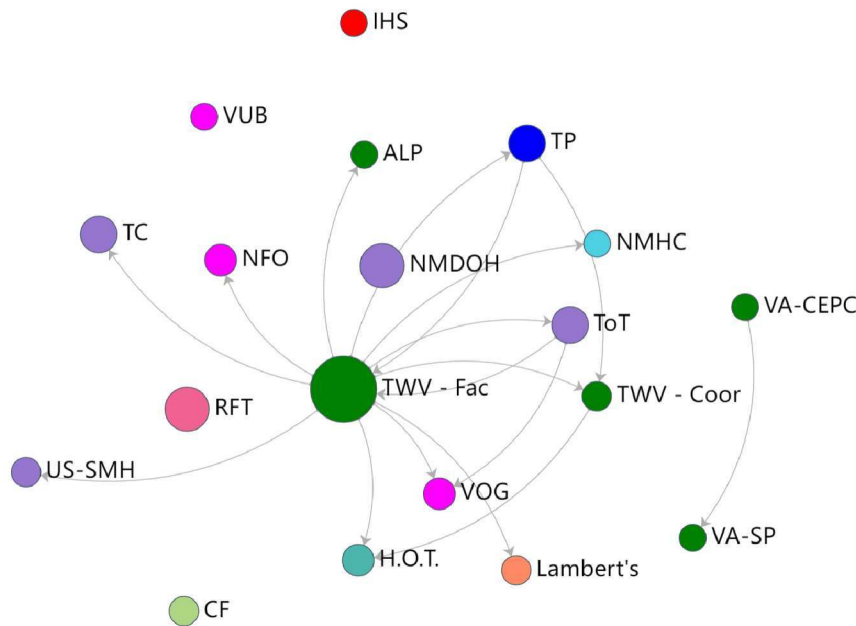 IHS
VUB
TP
ALP
TC
NMHC
NFO
NMDOH
VA-CEPC
ToT
TWV - Fac
TWV - Coor
RFT
US-SMH
VOG
VA-SP
H.O.T.
Lambert's
CF